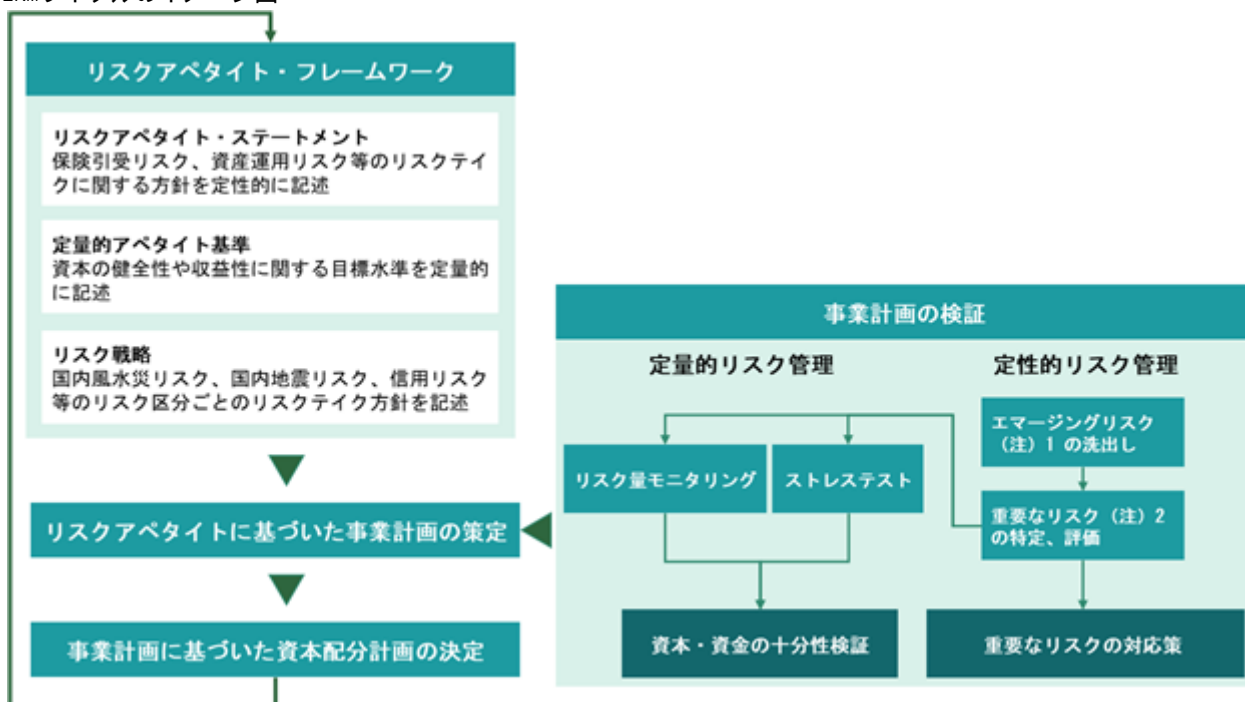 リスクアペタイト・フレームワーク
リスクアペタイト・ステートメント
保険引受リスク、資産運用リスク等のリスクテイ
クに関する方針を定性的に記述
定量的アペタイト基準
資本の健全性や収益性に関する目標水準を定量的
に記述
リスク戦略
国内風水災リスク、国内地震リスク、信用リスク
等のリスク区分ごとのリスクテイク方針を記述
リスクアペタイトに基づいた事業計画の策定
事業計画に基づいた資本配分計画の決定
事業計画の検証
定量的リスク管理
リスク量モニタリング
ストレステスト
資本・資金の十分性検証
定性的リスク管理
エマージングリスク
（注）1 の洗出し
重要なリスク（注）2
の特定、評価
重要なリスクの対応策